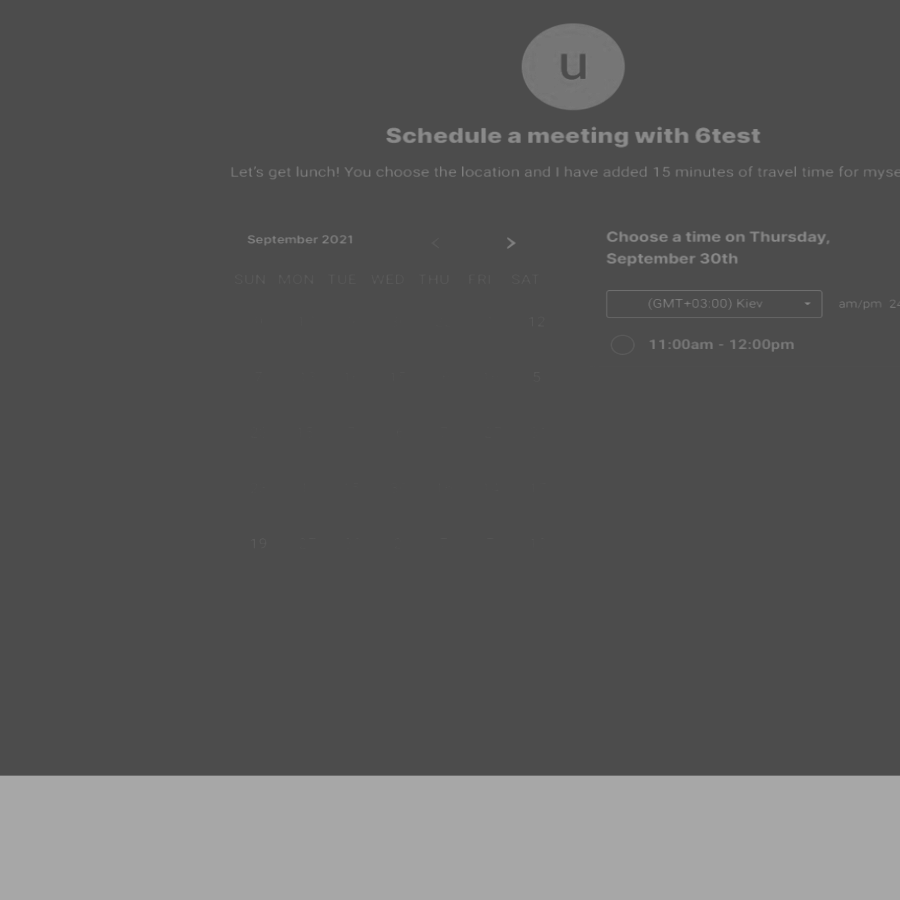 u
Schedule a meeting with 6test
Let's get lunch! You choose the location and I have added 15 minutes of travel time for myse
September 2021
SUN MON TUE WED THU FRI SAT
12
5
19
Choose a time on Thursday,
September 30th
(GMT+03:00) Kiev
am/pm 24
11:00am - 12:00pm